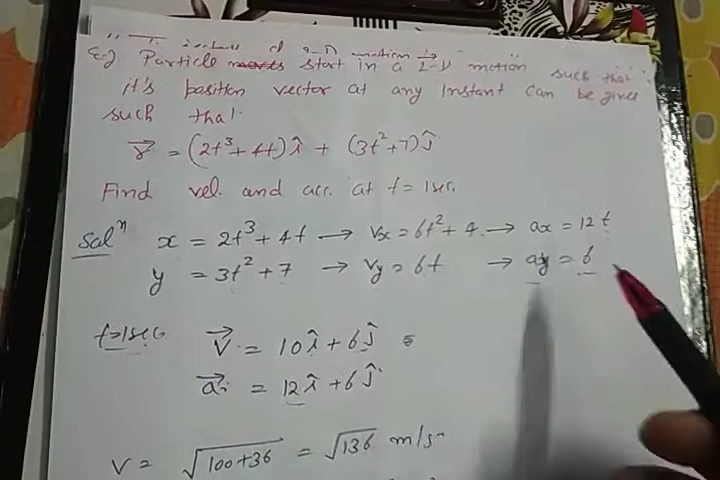 E.g Particle start in a 2-D motion such that
it's position vector at any instant can be given
such that.
r⃗ = (2t³+4t)î + (3t²+7)ĵ
Find vel. and acc. at t = 1sec.
Solⁿ x = 2t³+4t → Vx = 6t²+4 → ax = 12t
y = 3t²+7 → Vy = 6t → ay = 6
t=1sec V⃗ = 10î + 6ĵ
a⃗ = 12î + 6ĵ
V = √100+36 = √136 m/s